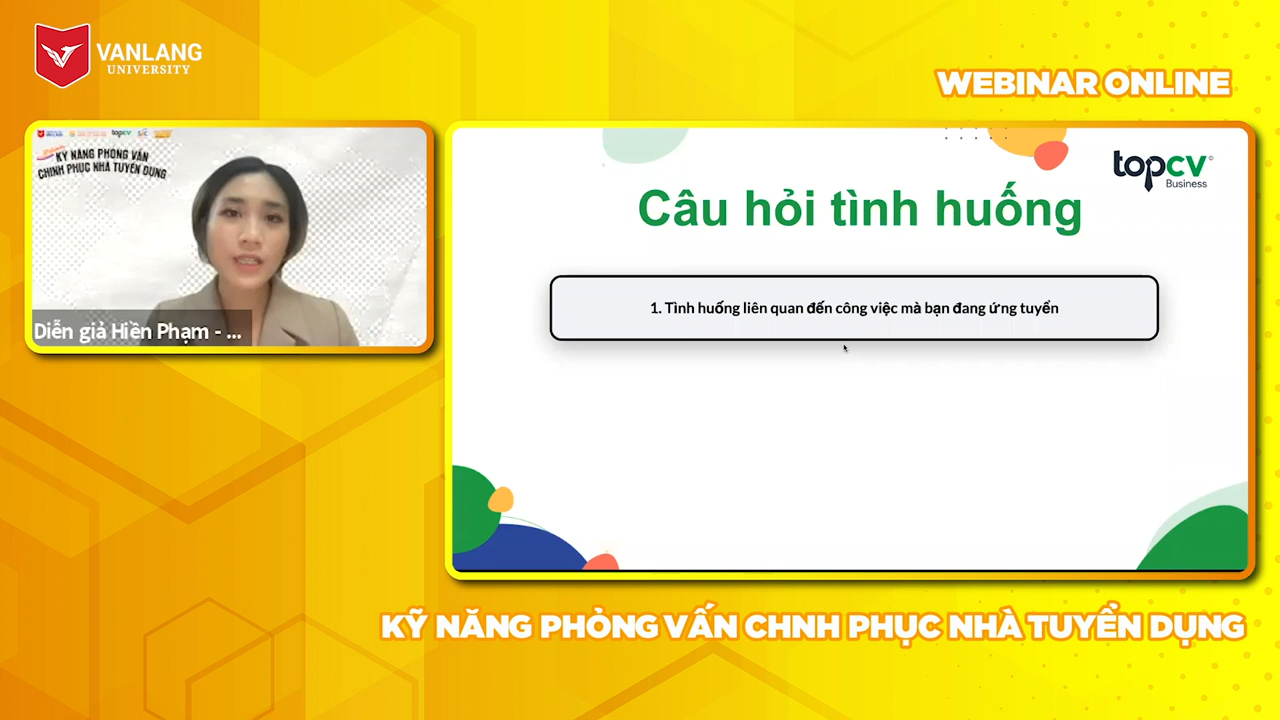 VANLANG
UNIVERSITY
WEBINAR ONLINE
topcv
KỸ NĂNG PHỎNG VẤN
CHINH PHỤC NHÀ TUYỂN DỤNG
Diễn giả Hiền Phạm - ...
topcv
Business
Câu hỏi tình huống
1. Tình huống liên quan đến công việc mà bạn đang ứng tuyển
KỸ NĂNG PHỎNG VẤN CHNH PHỤC NHÀ TUYỂN DỤNG